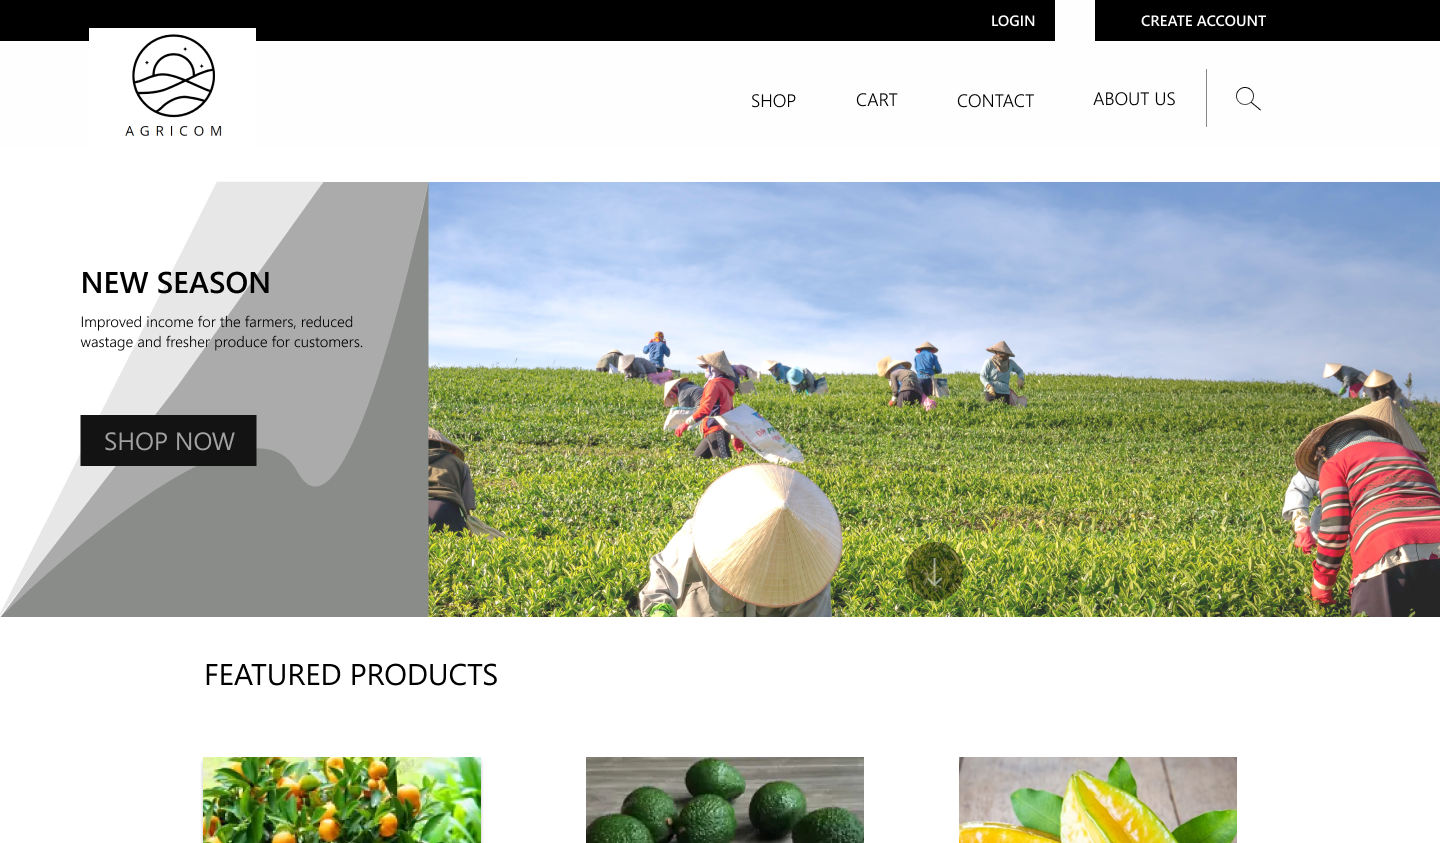 LOGIN
CREATE ACCOUNT
AGRICOM
SHOP
CART
CONTACT
ABOUT US
NEW SEASON
Improved income for the farmers, reduced
wastage and fresher produce for customers.
SHOP NOW
FEATURED PRODUCTS